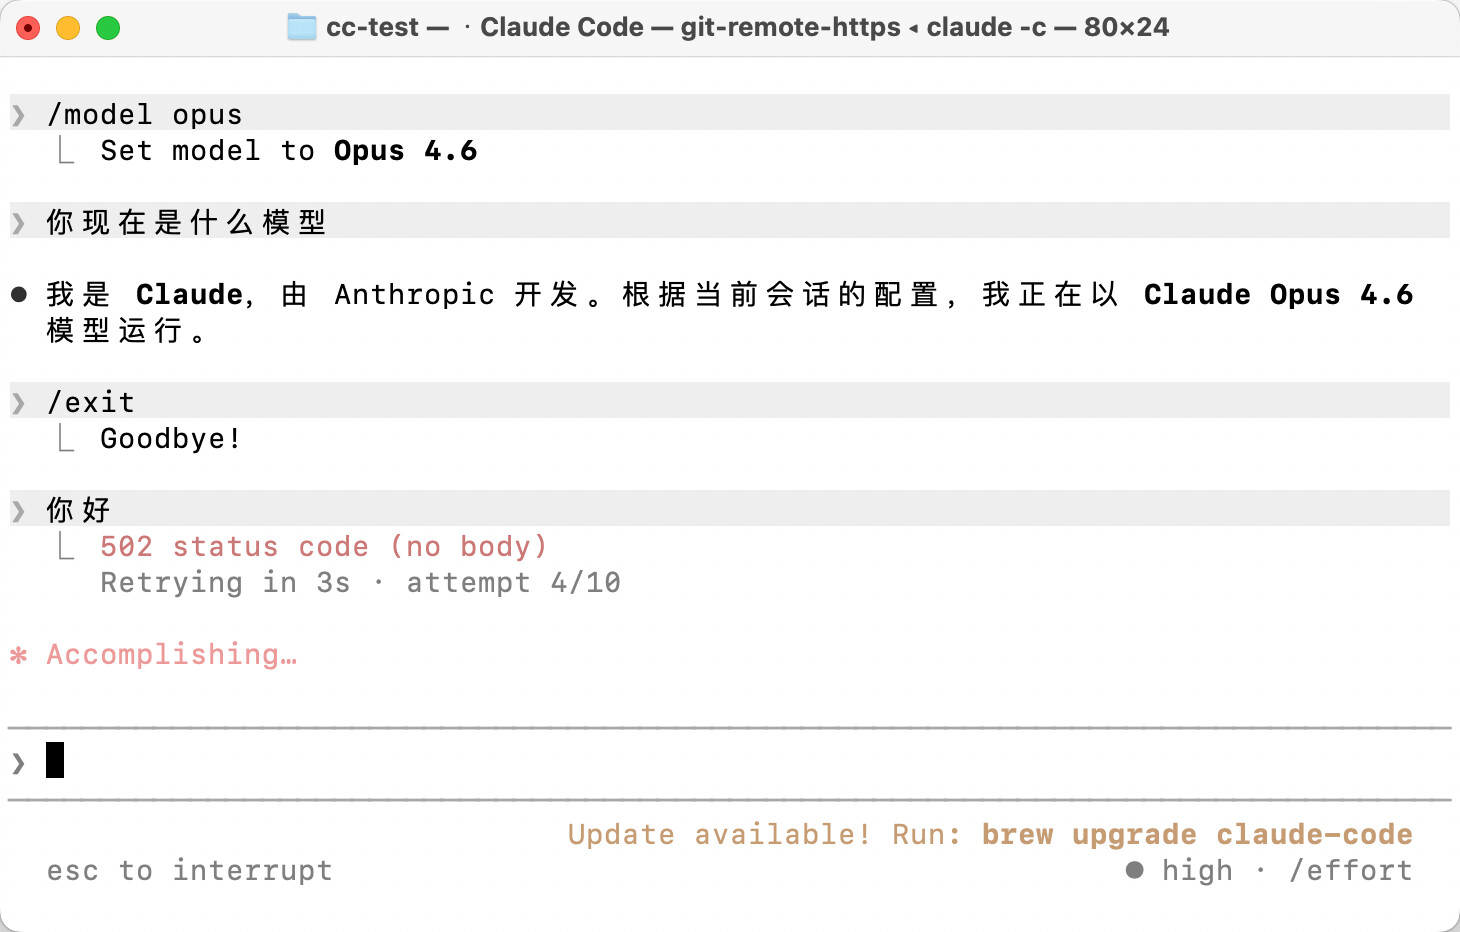 cc-test — · Claude Code — git-remote-https ◂ claude -c — 80×24
❯ /model opus
⎿ Set model to Opus 4.6
❯ 你现在是什么模型
● 我是 Claude, 由 Anthropic 开发。根据当前会话的配置, 我正在以 Claude Opus 4.6
模型运行。
❯ /exit
⎿ Goodbye!
❯ 你好
⎿ 502 status code (no body)
Retrying in 3s · attempt 4/10
✻ Accomplishing…
❯
Update available! Run: brew upgrade claude-code
esc to interrupt ● high · /effort